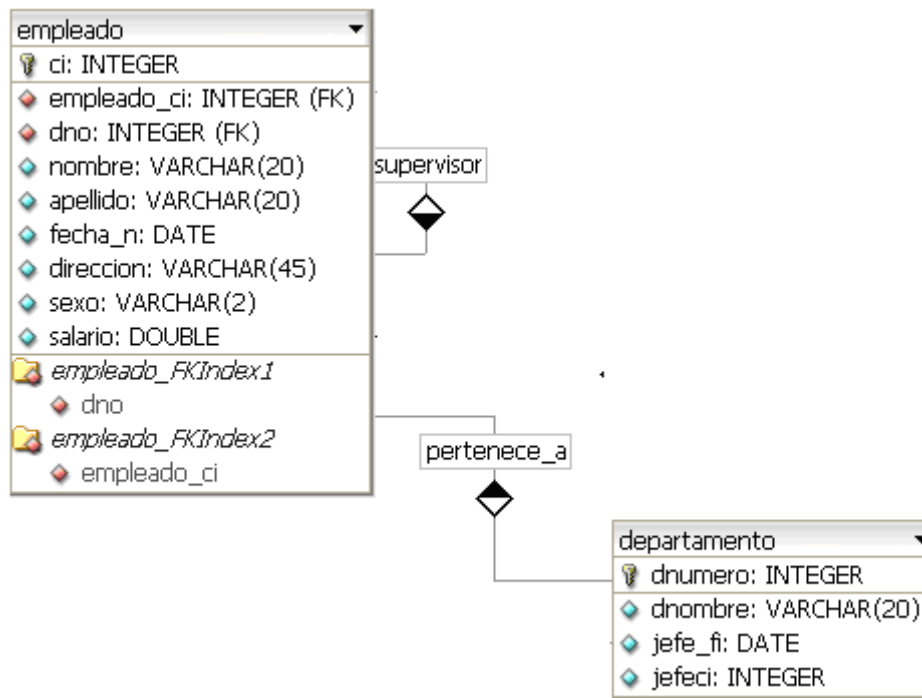 empleado
ci: INTEGER
empleado_ci: INTEGER (FK)
dno: INTEGER (FK)
nombre: VARCHAR(20)
apellido: VARCHAR(20)
fecha_n: DATE
direccion: VARCHAR(45)
sexo: VARCHAR(2)
salario: DOUBLE
empleado_FKIndex1
dno
empleado_FKIndex2
empleado_ci
supervisor
pertenece_a
departamento
dnumero: INTEGER
dnombre: VARCHAR(20)
jefe_fi: DATE
jefeci: INTEGER